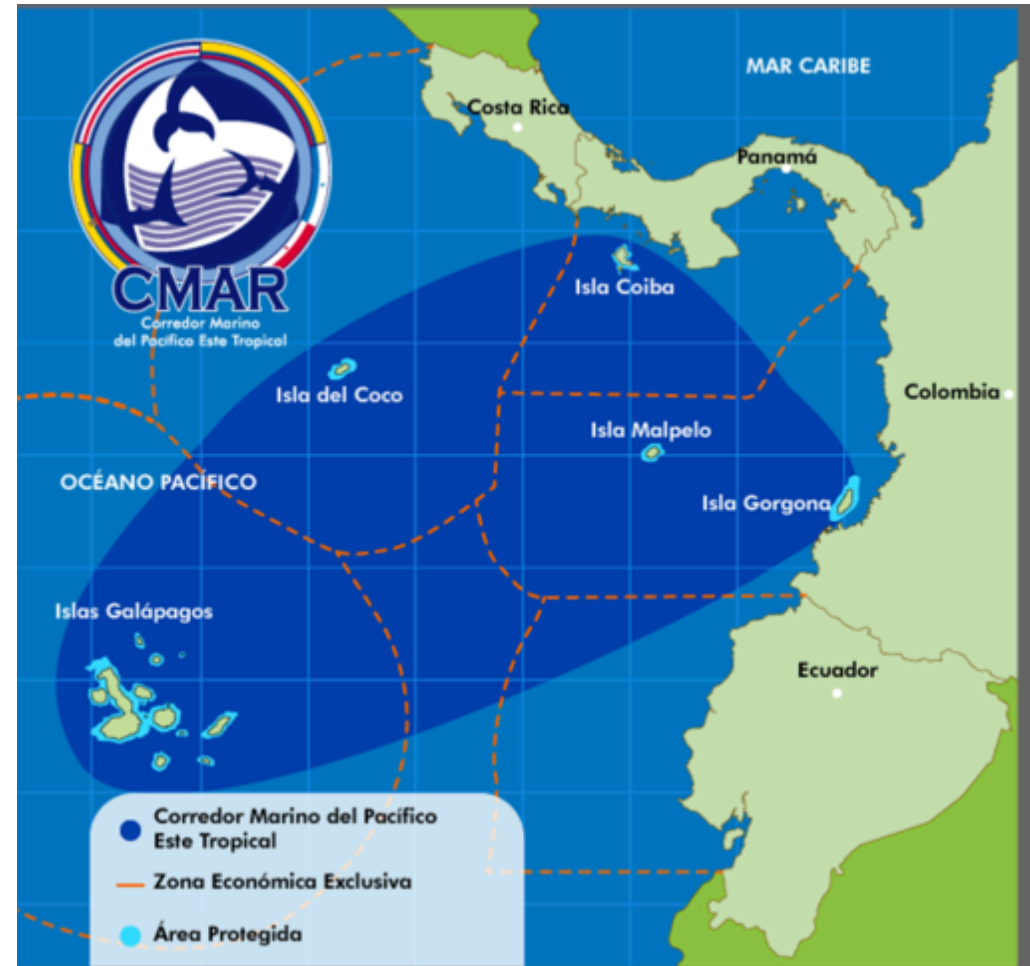 MAR CARIBE
Costa Rica
Panamá
CMAR
Corredor Marino
del Pacífico Este Tropical
Isla Coiba
Isla del Coco
Colombia
Isla Malpelo
OCÉANO PACÍFICO
Isla Gorgona
Islas Galápagos
Ecuador
Corredor Marino del Pacífico
Este Tropical
Zona Económica Exclusiva
Área Protegida